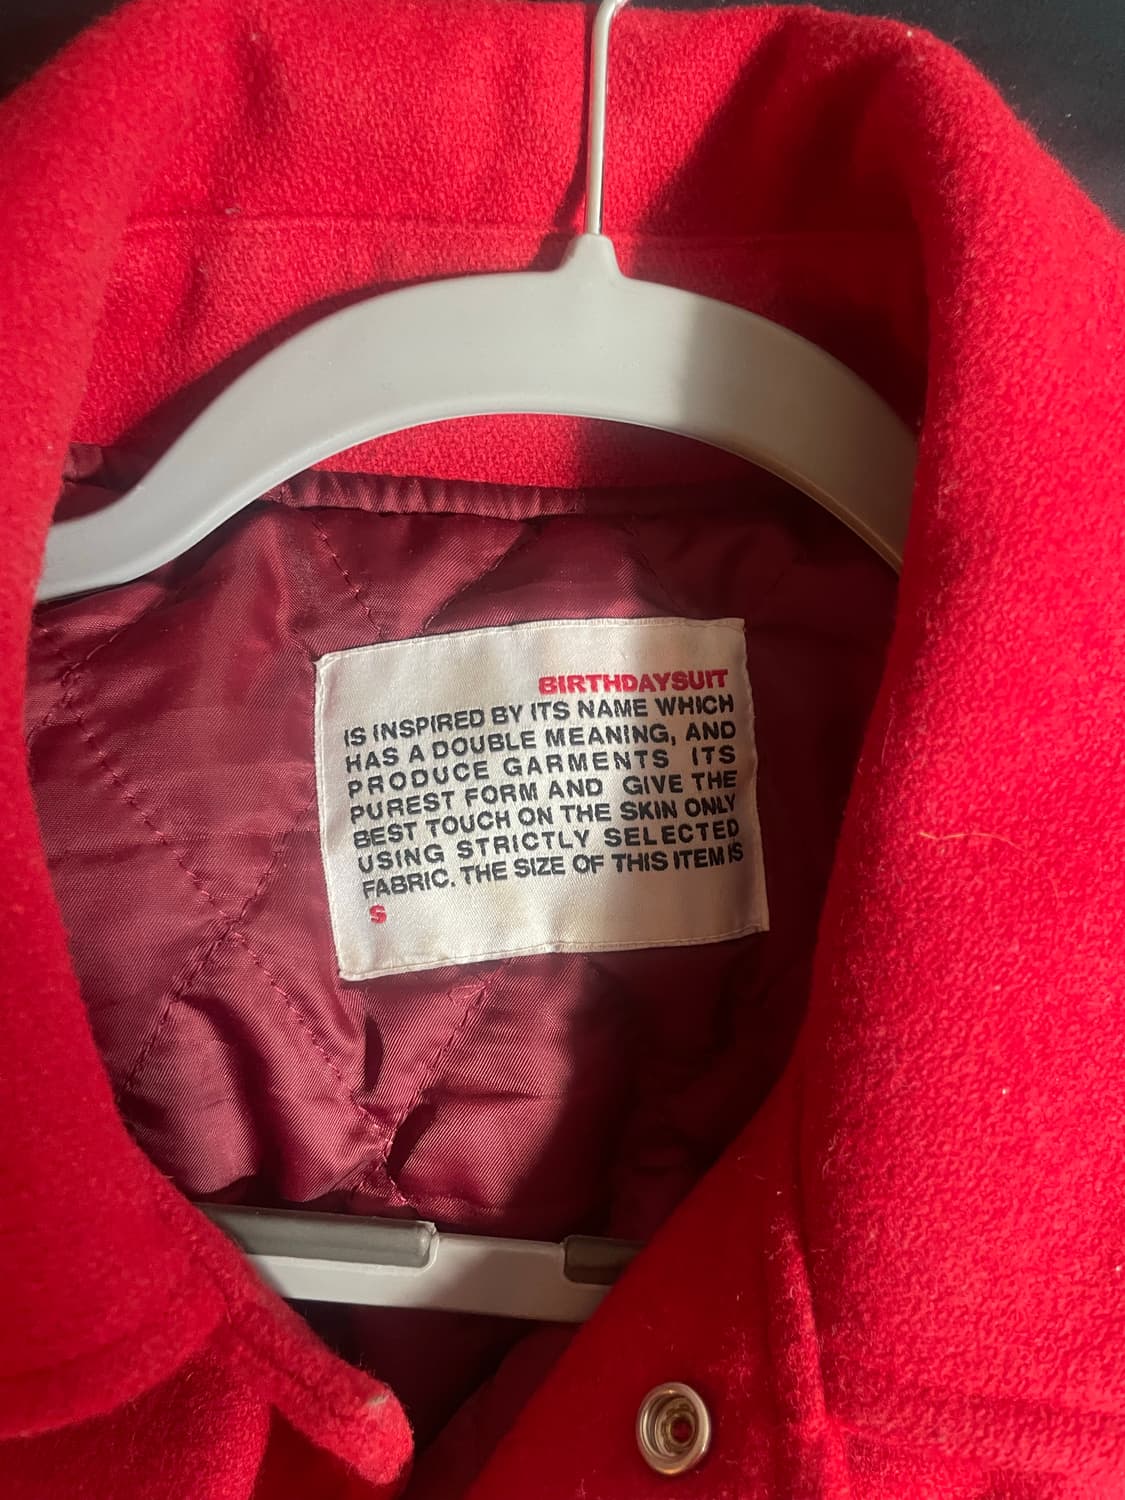 BIRTHDAYSUIT
IS INSPIRED BY ITS NAME WHICH
HAS A DOUBLE MEANING, AND
PRODUCE GARMENTS ITS
PUREST FORM AND GIVE THE
BEST TOUCH ON THE SKIN ONLY
USING STRICTLY SELECTED
FABRIC. THE SIZE OF THIS ITEM IS
S